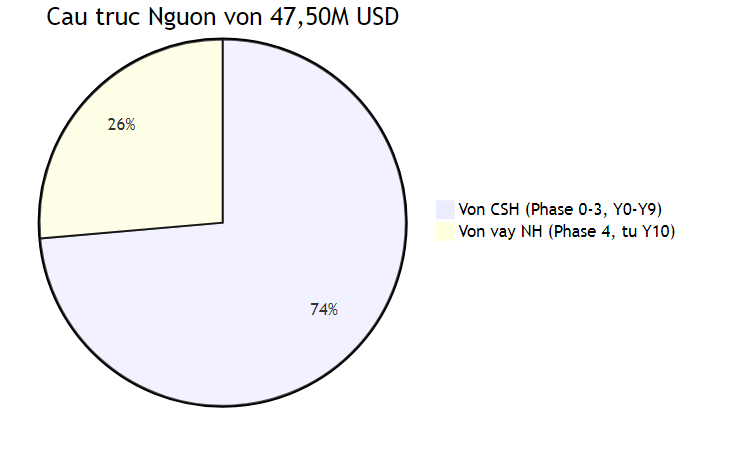 Cau truc Nguon von 47,50M USD
26%
74%
Von CSH (Phase 0-3, Y0-Y9)
Von vay NH (Phase 4, tu Y10)